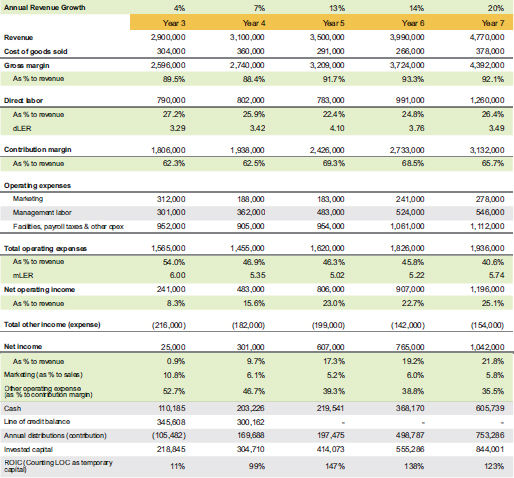 Annual Revenue Growth 4% 7% 13% 14% 20%
Year 3 Year 4 Year 5 Year 6 Year 7
Revenue 2,900,000 3,100,000 3,500,000 3,990,000 4,770,000
Cost of goods sold 304,000 360,000 291,000 266,000 378,000
Gross margin 2,596,000 2,740,000 3,209,000 3,724,000 4,392,000
As % to revenue 89.5% 88.4% 91.7% 93.3% 92.1%
Direct labor 790,000 802,000 783,000 991,000 1,260,000
As % to revenue 27.2% 25.9% 22.4% 24.8% 26.4%
dLER 3.29 3.42 4.10 3.76 3.49
Contribution margin 1,806,000 1,938,000 2,426,000 2,733,000 3,132,000
As % to revenue 62.3% 62.5% 69.3% 68.5% 65.7%
Operating expenses
Marketing 312,000 188,000 183,000 241,000 278,000
Management labor 301,000 362,000 483,000 524,000 546,000
Facilities, payroll taxes & other opex 952,000 905,000 954,000 1,061,000 1,112,000
Total operating expenses 1,565,000 1,455,000 1,620,000 1,826,000 1,936,000
As % to revenue 54.0% 46.9% 46.3% 45.8% 40.6%
mLER 6.00 5.35 5.02 5.22 5.74
Net operating income 241,000 483,000 806,000 907,000 1,196,000
As % to revenue 8.3% 15.6% 23.0% 22.7% 25.1%
Total other income (expense) (216,000) (182,000) (199,000) (142,000) (154,000)
Net income 25,000 301,000 607,000 765,000 1,042,000
As % to revenue 0.9% 9.7% 17.3% 19.2% 21.8%
Marketing (as % to sales) 10.8% 6.1% 5.2% 6.0% 5.8%
Other operating expense
(as % to contribution margin) 52.7% 46.7% 39.3% 38.8% 35.5%
Cash 110,185 203,226 219,541 368,170 605,739
Line of credit balance 345,608 300,162 - - -
Annual distributions (contribution) (105,482) 169,688 197,475 498,787 753,286
Invested capital 218,845 304,710 414,073 555,286 844,001
ROIC (Counting LOC as temporary
capital) 11% 99% 147% 138% 123%